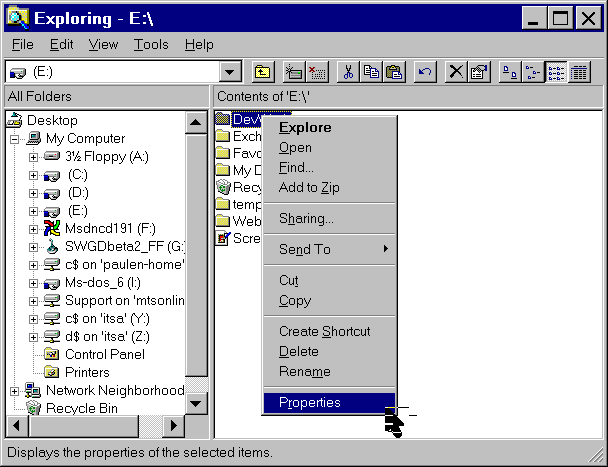 Exploring - E:\
File Edit View Tools Help
(E:)
All Folders
Contents of 'E:\'
Desktop
My Computer
3½ Floppy (A:)
(C:)
(D:)
(E:)
Msdncd191 (F:)
SWGDbeta2_FF (G:
c$ on 'paulen-home'
Ms-dos_6 (I:)
Support on 'mtsonlin
c$ on 'itsa' (Y:)
d$ on 'itsa' (Z:)
Control Panel
Printers
Network Neighborhood
Recycle Bin
Dev
Exch
Favo
My D
Recy
temp
Web
Scre
Explore
Open
Find...
Add to Zip
Sharing...
Send To
Cut
Copy
Create Shortcut
Delete
Rename
Properties
Displays the properties of the selected items.